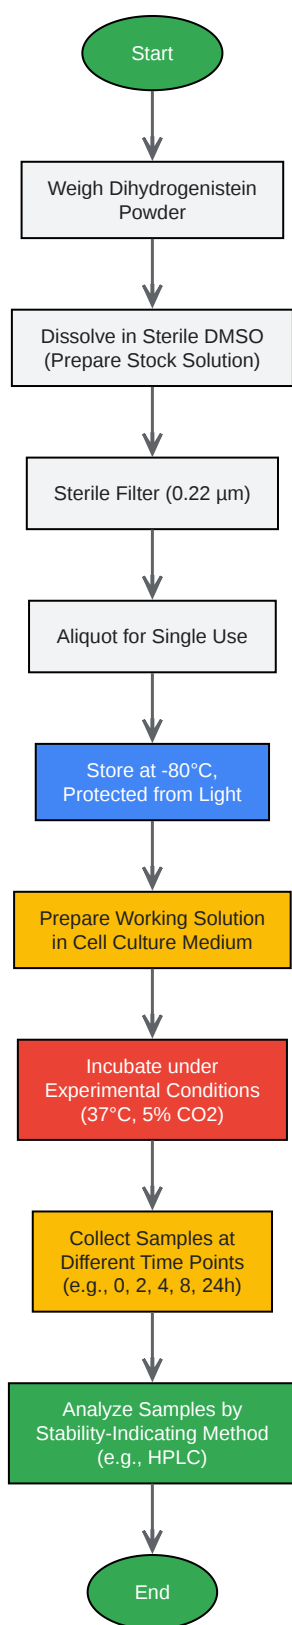 Start
Weigh Dihydrogenistein
Powder
Dissolve in Sterile DMSO
(Prepare Stock Solution)
Sterile Filter (0.22 µm)
Aliquot for Single Use
Store at -80°C,
Protected from Light
Prepare Working Solution
in Cell Culture Medium
Incubate under
Experimental Conditions
(37°C, 5% CO2)
Collect Samples at
Different Time Points
(e.g., 0, 2, 4, 8, 24h)
Analyze Samples by
Stability-Indicating Method
(e.g., HPLC)
End